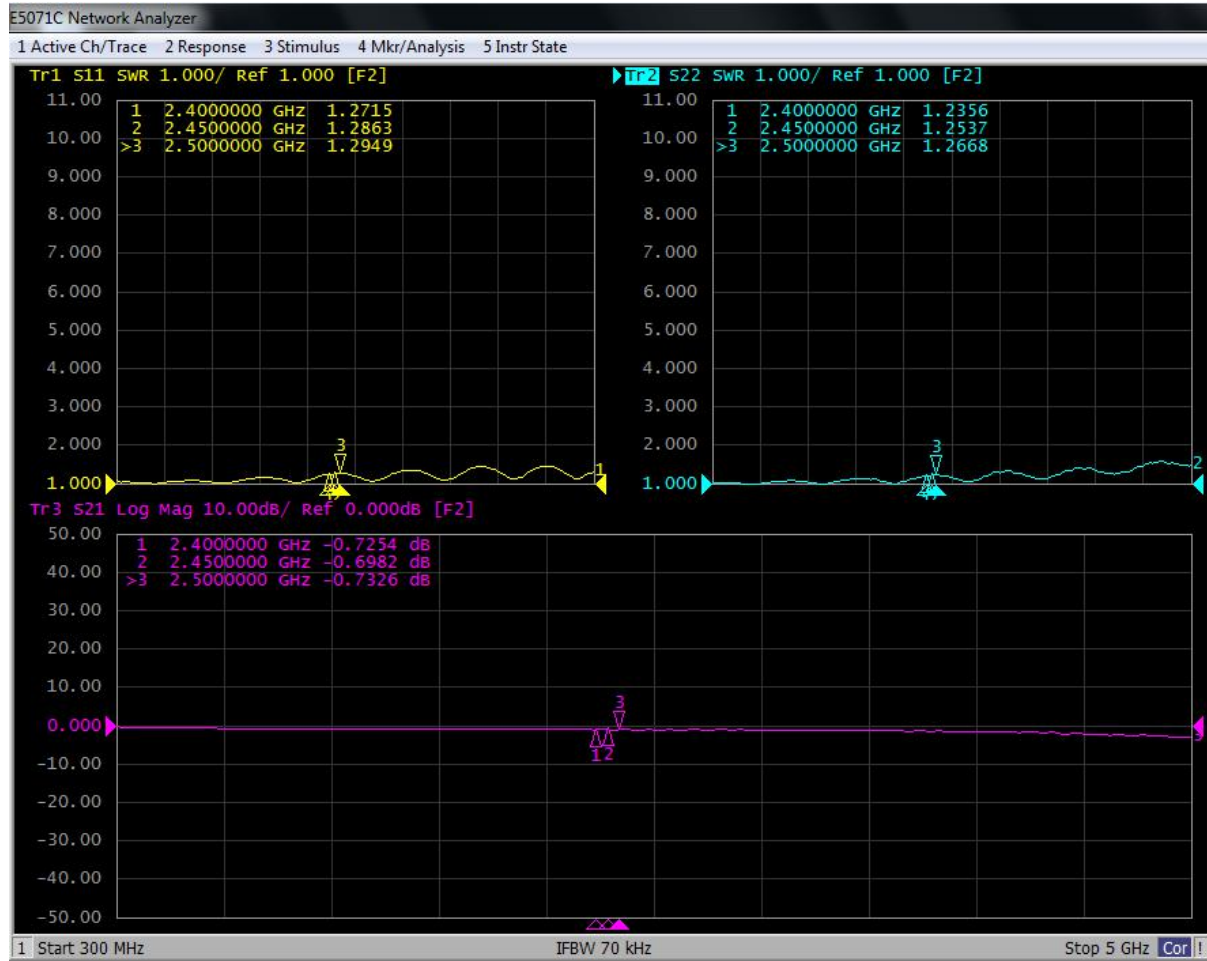 E5071C Network Analyzer
1 Active Ch/Trace 2 Response 3 Stimulus 4 Mkr/Analysis 5 Instr State
Tr1 S11 SWR 1.000/ Ref 1.000 [F2]
11.00
10.00
9.000
8.000
7.000
6.000
5.000
4.000
3.000
2.000
1.000
1 2.4000000 GHz 1.2715
2 2.4500000 GHz 1.2863
>3 2.5000000 GHz 1.2949
3
1
Tr2 S22 SWR 1.000/ Ref 1.000 [F2]
11.00
10.00
9.000
8.000
7.000
6.000
5.000
4.000
3.000
2.000
1.000
1 2.4000000 GHz 1.2356
2 2.4500000 GHz 1.2537
>3 2.5000000 GHz 1.2668
3
2
Tr3 S21 Log Mag 10.00dB/ Ref 0.000dB [F2]
50.00
40.00
30.00
20.00
10.00
0.000
-10.00
-20.00
-30.00
-40.00
-50.00
1 2.4000000 GHz -0.7254 dB
2 2.4500000 GHz -0.6982 dB
>3 2.5000000 GHz -0.7326 dB
3
1 2
3
1 Start 300 MHz IFBW 70 kHz Stop 5 GHz Cor !